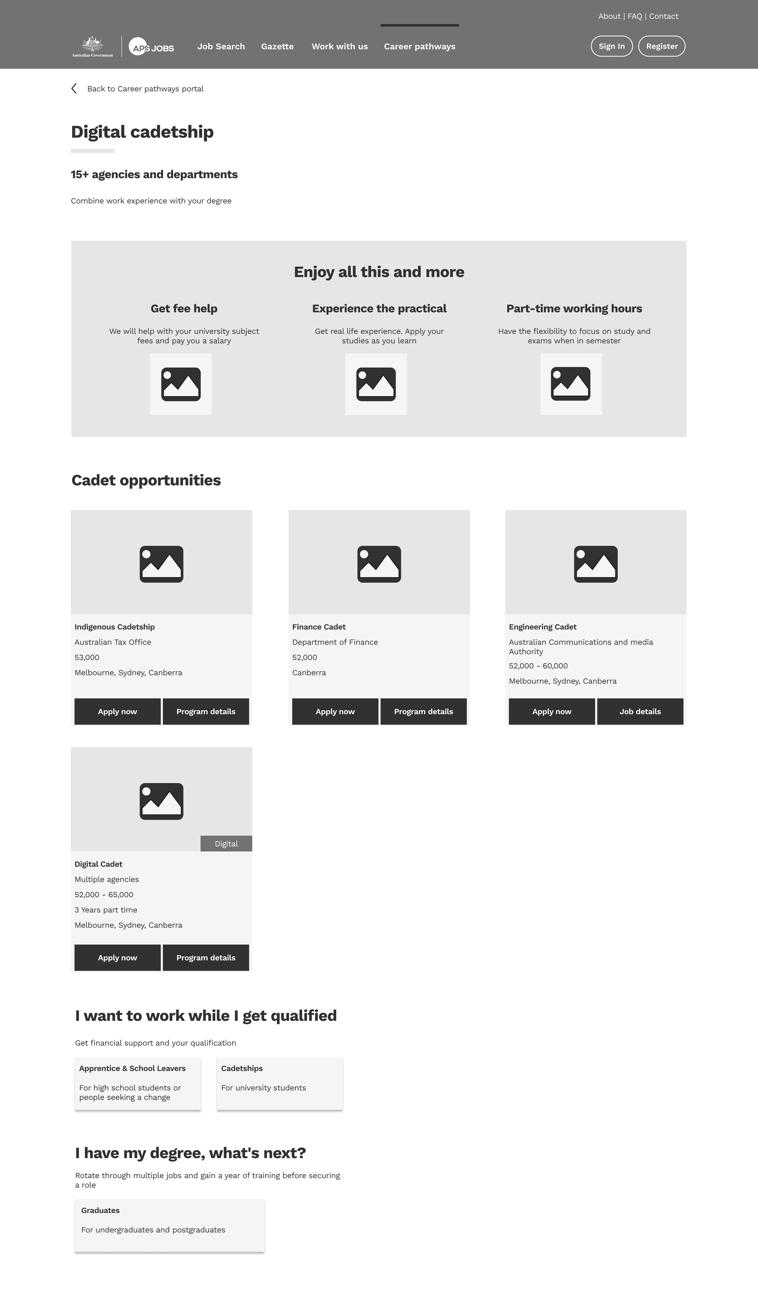 About | FAQ | Contact
Australian Government
APS JOBS
Job Search
Gazette
Work with us
Career pathways
Sign In
Register
Back to Career pathways portal
Digital cadetship
15+ agencies and departments
Combine work experience with your degree
Enjoy all this and more
Get fee help
We will help with your university subject
fees and pay you a salary
Experience the practical
Get real life experience. Apply your
studies as you learn
Part-time working hours
Have the flexibility to focus on study and
exams when in semester
Cadet opportunities
Indigenous Cadetship
Australian Tax Office
53,000
Melbourne, Sydney, Canberra
Apply now
Program details
Finance Cadet
Department of Finance
52,000
Canberra
Apply now
Program details
Engineering Cadet
Australian Communications and media
Authority
52,000 - 60,000
Melbourne, Sydney, Canberra
Apply now
Job details
Digital
Digital Cadet
Multiple agencies
52,000 - 65,000
3 Years part time
Melbourne, Sydney, Canberra
Apply now
Program details
I want to work while I get qualified
Get financial support and your qualification
Apprentice & School Leavers
For high school students or
people seeking a change
Cadetships
For university students
I have my degree, what's next?
Rotate through multiple jobs and gain a year of training before securing
a role
Graduates
For undergraduates and postgraduates